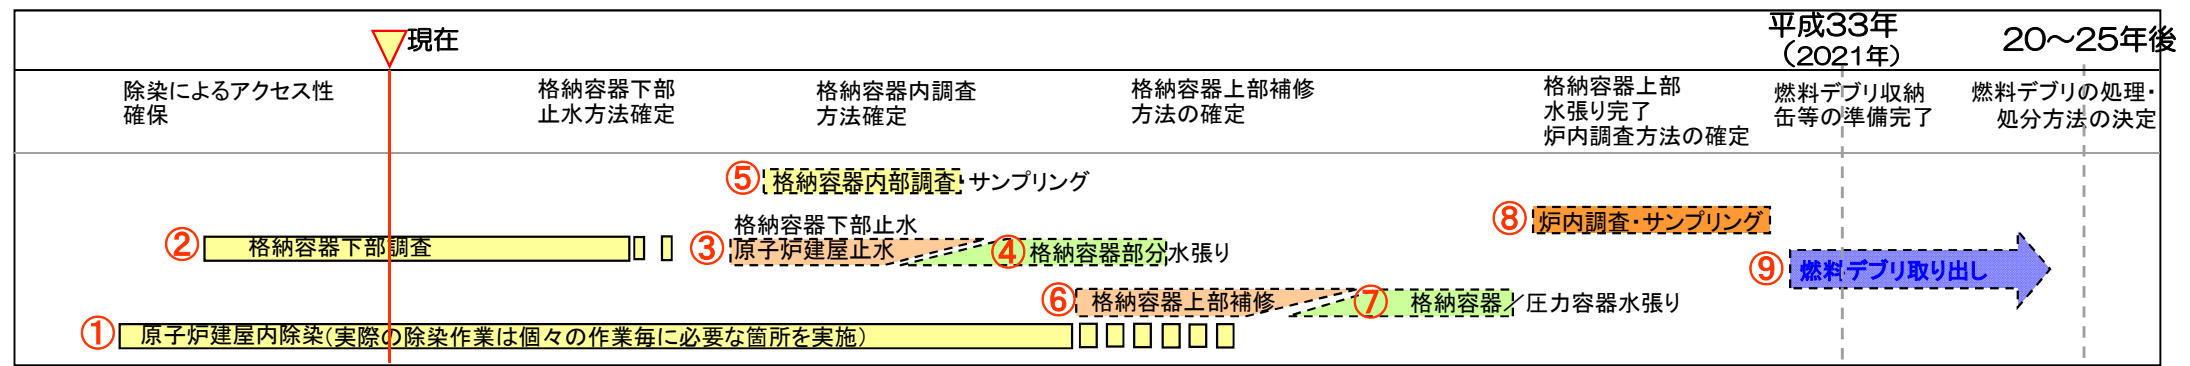 現在
平成33年
（2021年）
20～25年後
除染によるアクセス性
確保
格納容器下部
止水方法確定
格納容器内調査
方法確定
格納容器上部補修
方法の確定
格納容器上部
水張り完了
炉内調査方法の確定
燃料デブリ収納
缶等の準備完了
燃料デブリの処理・
処分方法の決定
⑤ 格納容器内部調査・サンプリング
② 格納容器下部調査
格納容器下部止水
③ 原子炉建屋止水
④ 格納容器部分水張り
⑧ 炉内調査・サンプリング
⑨ 燃料デブリ取り出し
⑥ 格納容器上部補修
⑦ 格納容器／圧力容器水張り
① 原子炉建屋内除染(実際の除染作業は個々の作業毎に必要な箇所を実施)